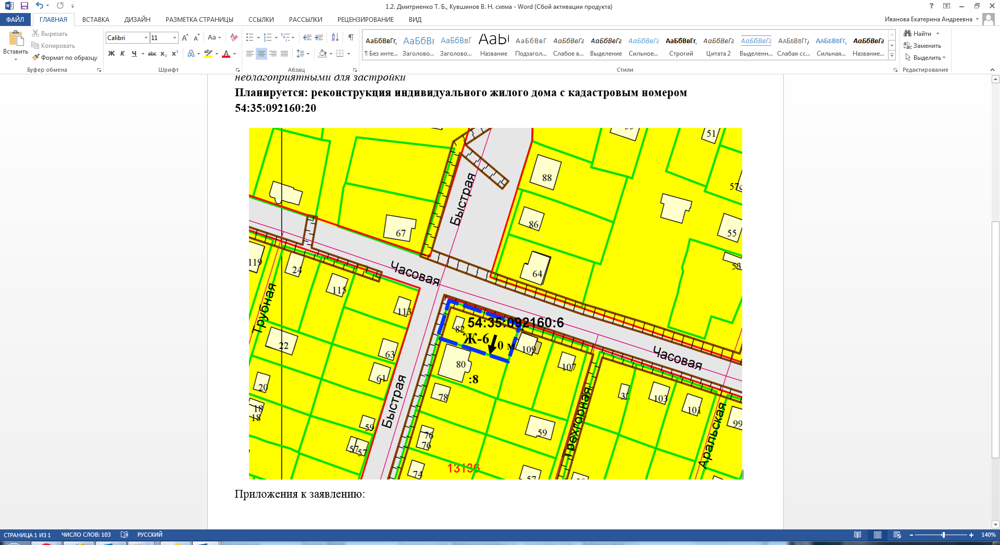 1.2. Дмитриенко Т. Б., Кувшинов В. Н. схема - Word (Сбой активации продукта)
ФАЙЛ ГЛАВНАЯ ВСТАВКА ДИЗАЙН РАЗМЕТКА СТРАНИЦЫ ССЫЛКИ РАССЫЛКИ РЕЦЕНЗИРОВАНИЕ ВИД
Иванова Екатерина Андреевна
Вставить
Вырезать
Копировать
Формат по образцу
Буфер обмена
Calibri 11
Ж К Ч abc x₂ x²
Шрифт
Абзац
АаБбВвГг, АаБбВв АаБбВвГ АаБ АаБбВвГ АаБбВвГг АаБбВвГг АаБбВвГг АаБбВвГг, АаБбВвГг АаБбВвГг ААБбВвГг, ААБбВвГг, АаБбВвГг
¶ Без инте... Заголово... Заголово... Название Подзагол... Слабое в... Выделение Сильное... Строгий Цитата 2 Выделенн... Слабая сс... Сильная... Название...
Стили
Найти
Заменить
Выделить
Редактирование
неблагоприятными для застройки
Планируется: реконструкция индивидуального жилого дома с кадастровым номером
54:35:092160:20
51
88
Быстрая
57
86
67
55
119
24
64
53
Часовая
115
Трубная
113
82
54:35:092160:6
Ж-6
0 м
22
63
109
Часовая
80
107
61
:8
20
78
32
103
Быстрая
18
18
101
Трехгорная
Аральская
59
76
76
59
99
57
57
13136
74
57
Приложения к заявлению:
СТРАНИЦА 1 ИЗ 1 ЧИСЛО СЛОВ: 103 РУССКИЙ
140%